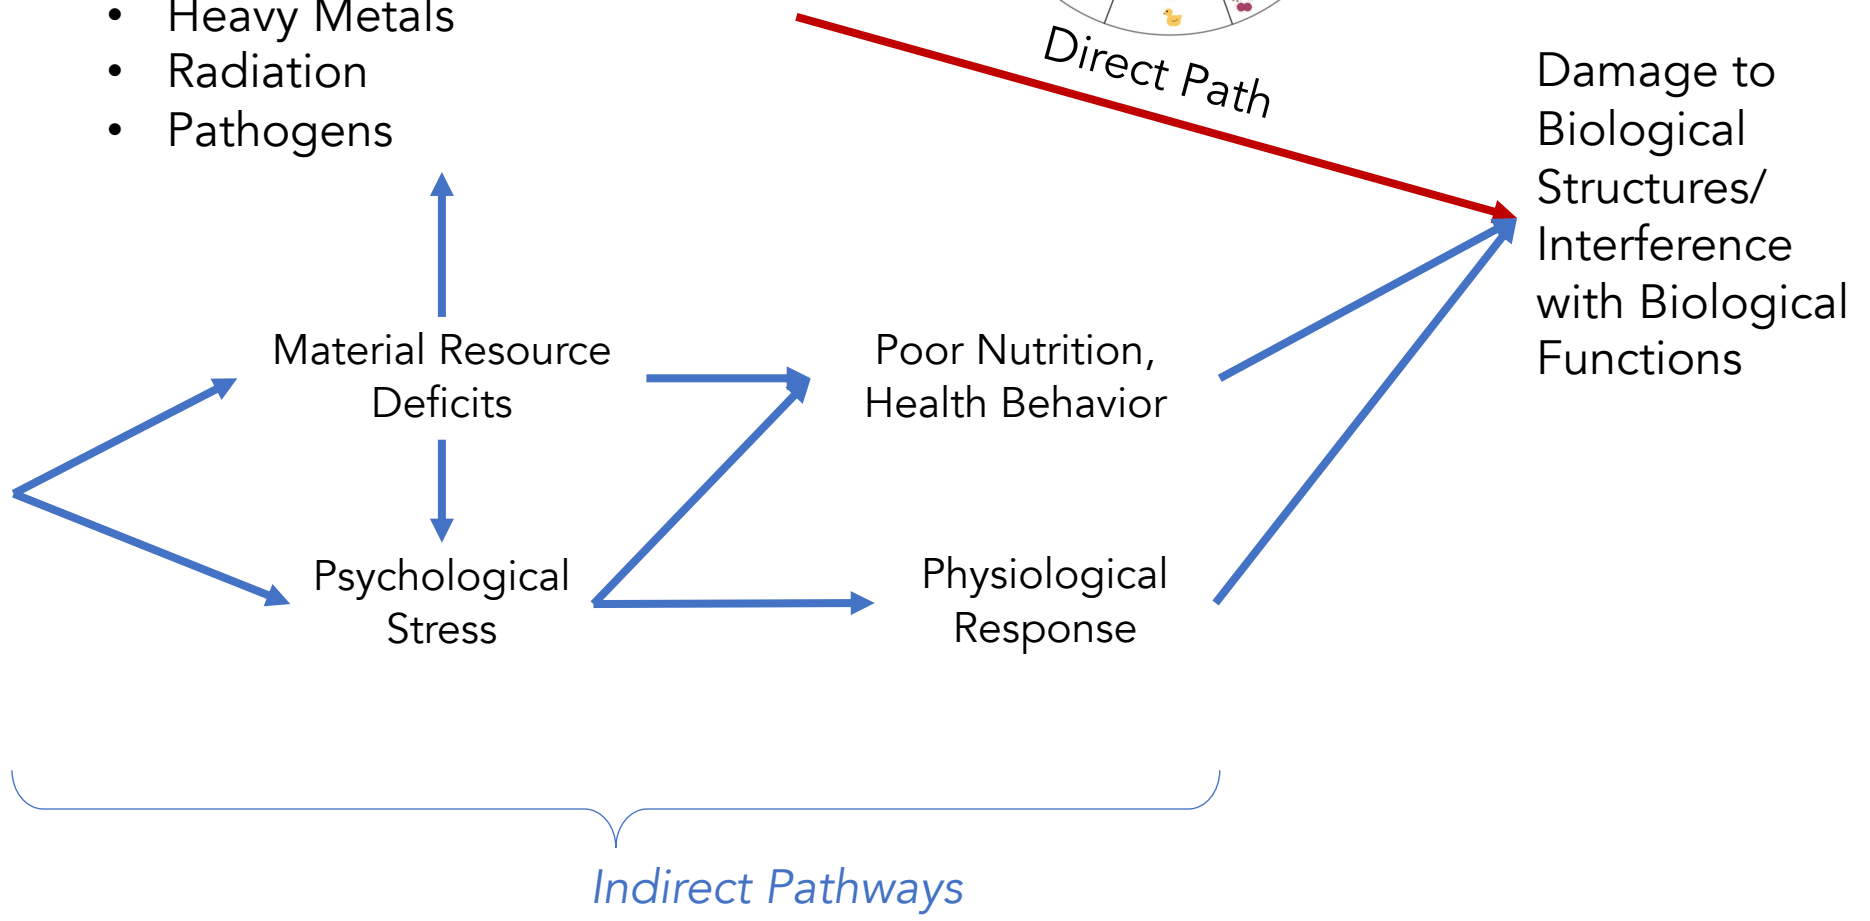 • Heavy Metals
• Radiation
• Pathogens
Direct Path
Damage to
Biological
Structures/
Interference
with Biological
Functions
Material Resource
Deficits
Poor Nutrition,
Health Behavior
Psychological
Stress
Physiological
Response
Indirect Pathways